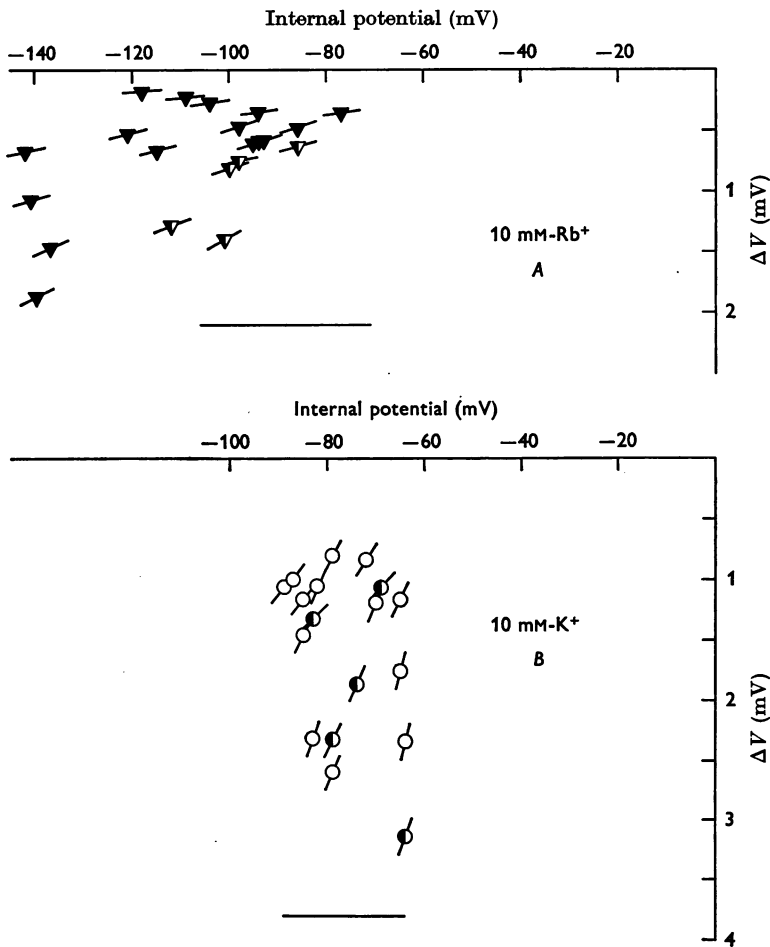 Internal potential (mV)
−140 −120 −100 −80 −60 −40 −20
1
2
ΔV (mV)
10 mM-Rb⁺
A
Internal potential (mV)
−100 −80 −60 −40 −20
1
2
3
4
ΔV (mV)
10 mM-K⁺
B